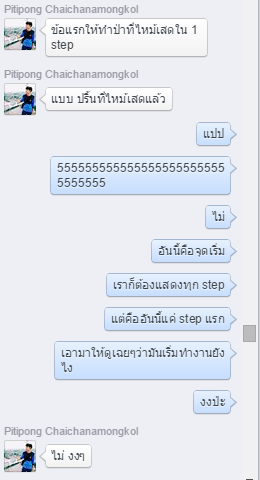 Pitipong Chaichanamongkol
ข้อแรกให้ทำป่าที่ไหม้เสดใน 1
step
Pitipong Chaichanamongkol
แบบ ปริ้นที่ไหม้เสดแล้ว
แปป
555555555555555555555555555
5555555
ไม่
อันนี้คือจุดเริ่ม
เราก็ต้องแสดงทุก step
แต่คืออันนี้แค่ step แรก
เอามาให้ดูเฉยๆว่ามันเริ่มทำงานยัง
ไง
งงป่ะ
Pitipong Chaichanamongkol
ไม่ งงๆ